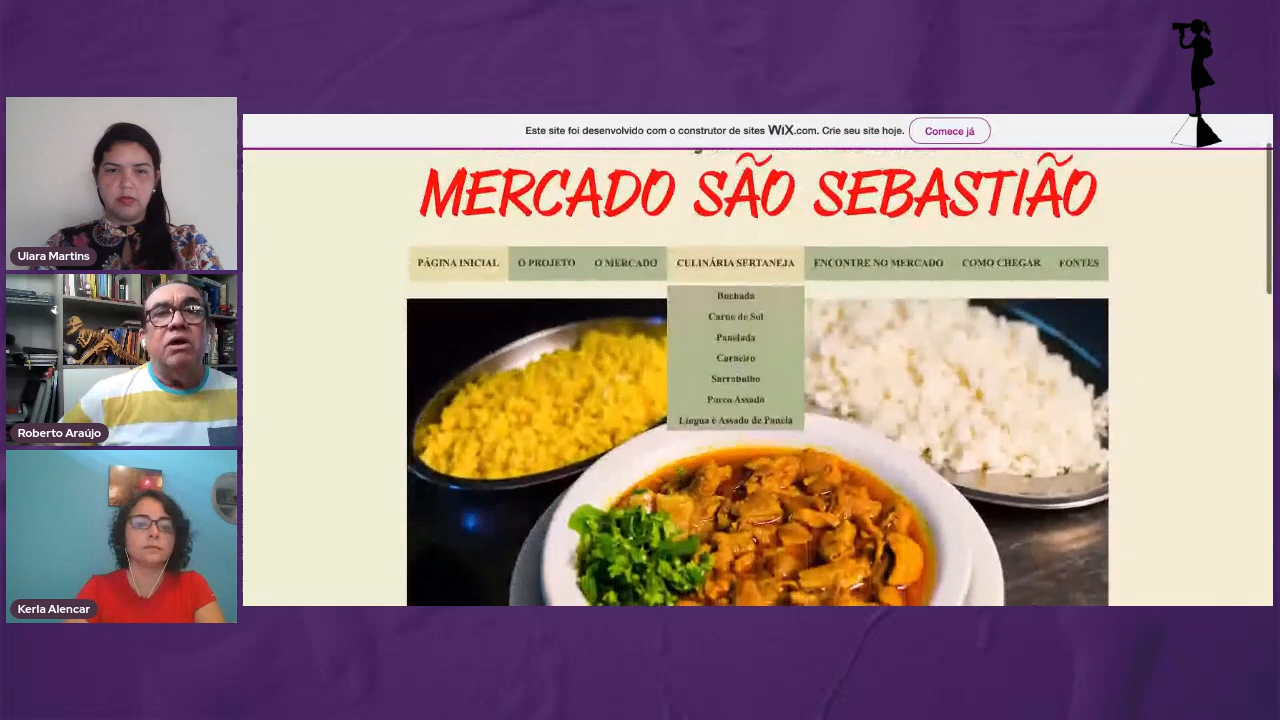 Este site foi desenvolvido com o construtor de sites WiX.com. Crie seu site hoje. Comece já
MERCADO SÃO SEBASTIÃO
PÁGINA INICIAL O PROJETO O MERCADO CULINÁRIA SERTANEJA ENCONTRE NO MERCADO COMO CHEGAR FONTES
Buchada
Carne de Sol
Panelada
Carneiro
Sarrabulho
Porco Assado
Língua e Assado de Panela
Uiara Martins
Roberto Araújo
Kerla Alencar